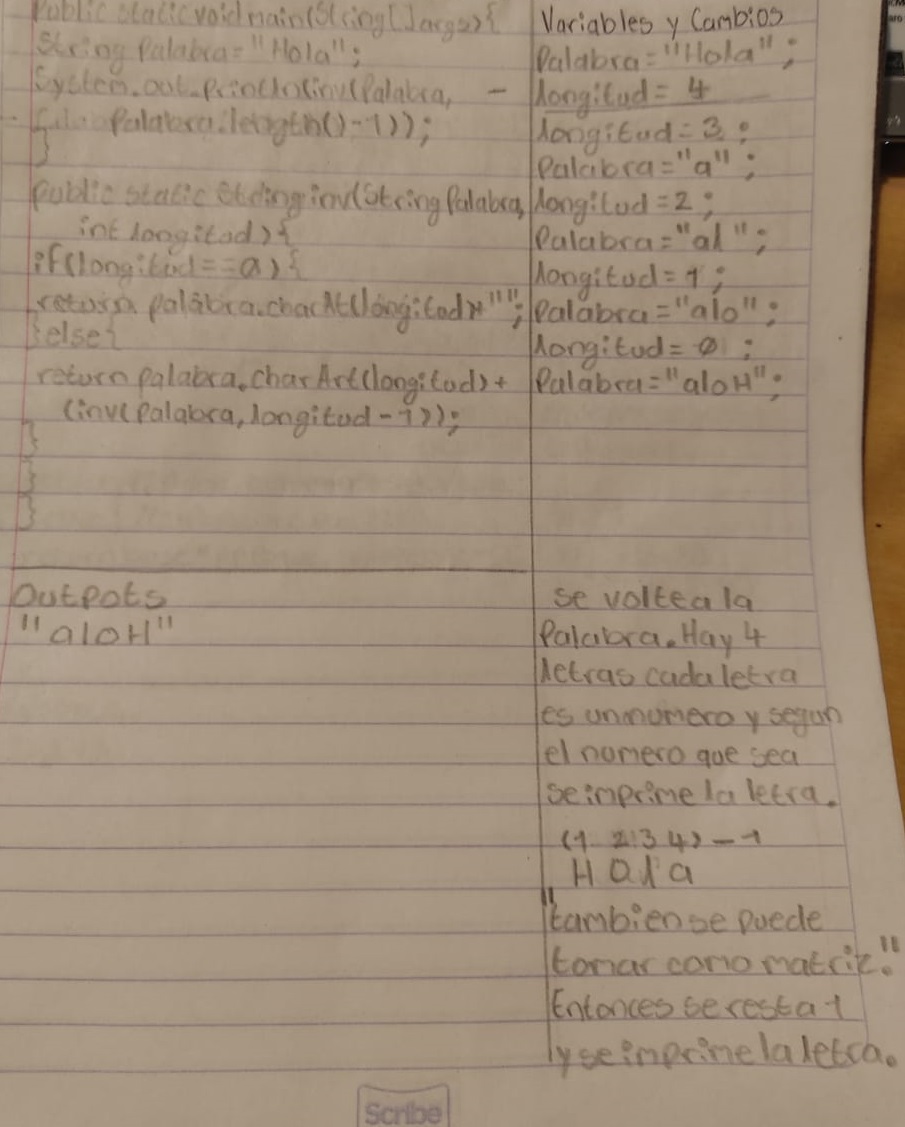 Public static void main(String[]args){
String Palabra="Hola";
System.out.println(inv(Palabra,
Palabra.length()-1));
}
public static String inv(String Palabra,
int longitud){
if(longitud==0){
return palabra.charAt(longitud)+"";
}else{
return palabra.charArt(longitud)+
(inv(Palabra,longitud-1));
}
}
}
Outpots
"aloH"
Variables y Cambios
Palabra="Hola";
longitud=4
longitud=3;
Palabra="a";
longitud=2;
Palabra="al";
longitud=1;
Palabra="alo";
longitud=0;
Palabra="aloH";
se voltea la
Palabra. Hay 4
letras cada letra
es un numero y segun
el numero que sea
se imprime la letra.
(1 2 3 4)-1
H O l a
"tambien se puede
tomar como matriz."
Entonces se resta 1
y se imprime la letra.
Scribe